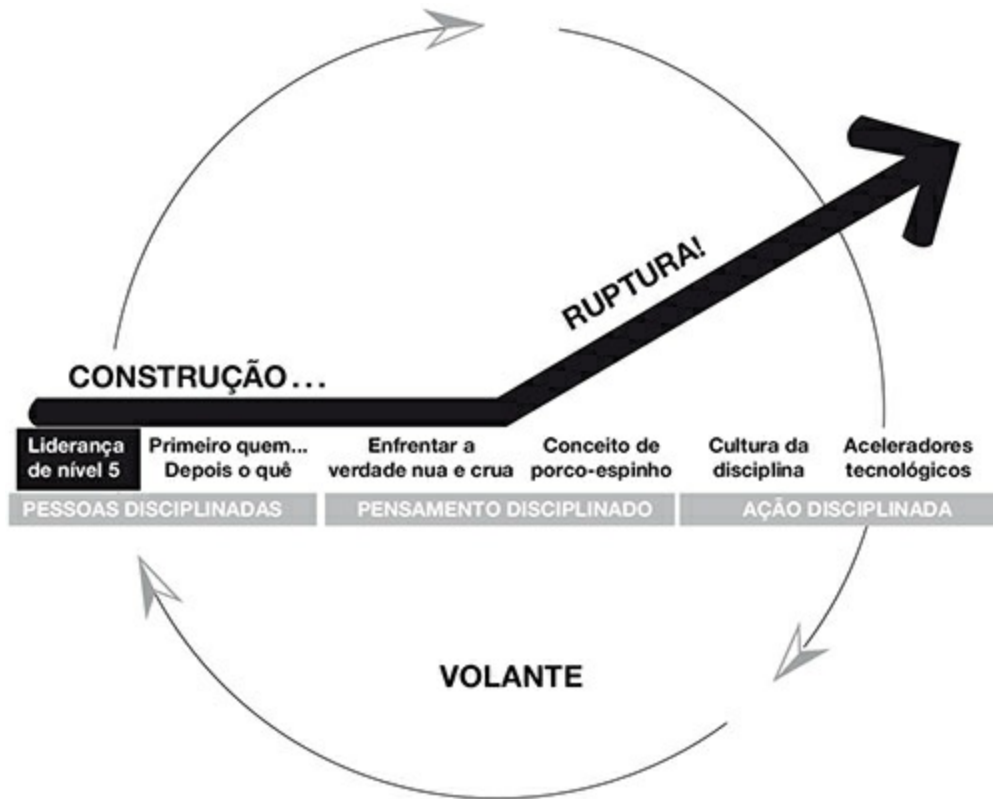 RUPTURA!
CONSTRUÇÃO...
Liderança
de nível 5
Primeiro quem...
Depois o quê
Enfrentar a
verdade nua e crua
Conceito de
porco-espinho
Cultura da
disciplina
Aceleradores
tecnológicos
PESSOAS DISCIPLINADAS
PENSAMENTO DISCIPLINADO
AÇÃO DISCIPLINADA
VOLANTE